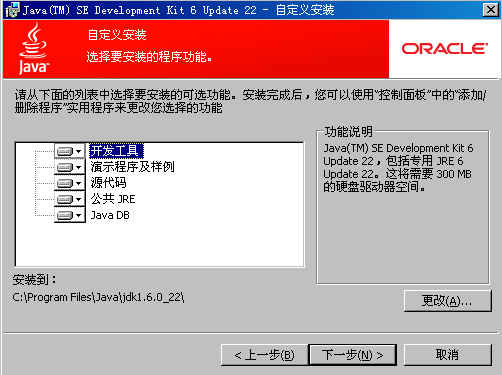 Java(TM) SE Development Kit 6 Update 22 - 自定义安装
自定义安装
选择要安装的程序功能。
Java
ORACLE
请从下面的列表中选择要安装的可选功能。安装完成后，您可以使用“控制面板”中的“添加/
删除程序”实用程序来更改您选择的功能
开发工具
演示程序及样例
源代码
公共 JRE
Java DB
功能说明
Java(TM) SE Development Kit 6
Update 22，包括专用 JRE 6
Update 22。这将需要 300 MB
的硬盘驱动器空间。
安装到：
C:\Program Files\Java\jdk1.6.0_22\
更改(A)...
< 上一步(B)
下一步(N) >
取消